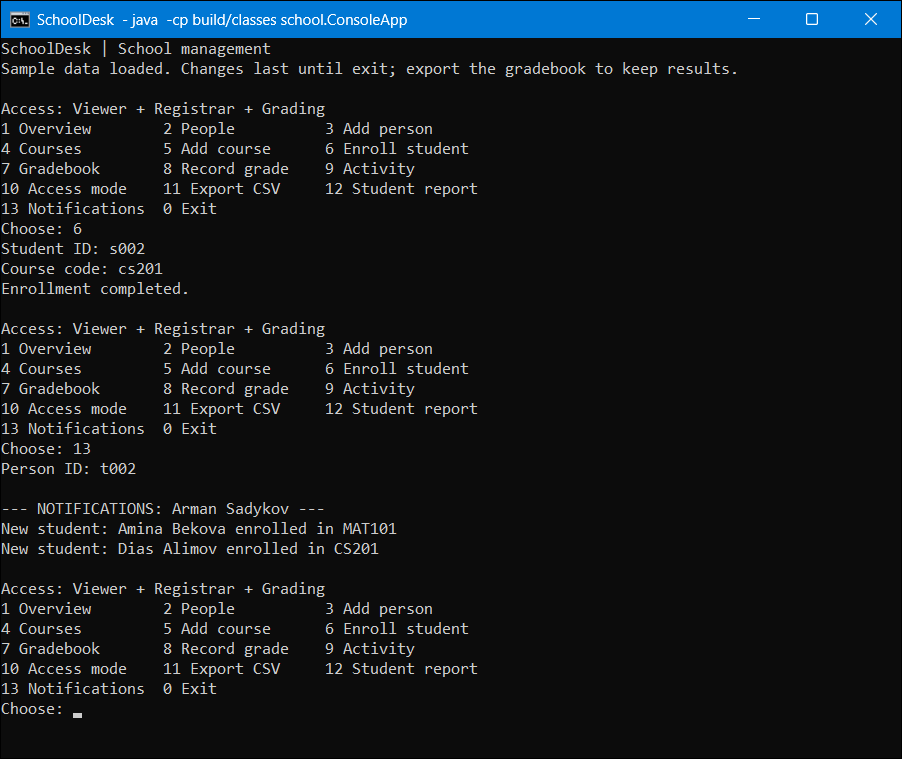 SchoolDesk - java -cp build/classes school.ConsoleApp
SchoolDesk | School management
Sample data loaded. Changes last until exit; export the gradebook to keep results.
Access: Viewer + Registrar + Grading
1 Overview 2 People 3 Add person
4 Courses 5 Add course 6 Enroll student
7 Gradebook 8 Record grade 9 Activity
10 Access mode 11 Export CSV 12 Student report
13 Notifications 0 Exit
Choose: 6
Student ID: s002
Course code: cs201
Enrollment completed.
Access: Viewer + Registrar + Grading
1 Overview 2 People 3 Add person
4 Courses 5 Add course 6 Enroll student
7 Gradebook 8 Record grade 9 Activity
10 Access mode 11 Export CSV 12 Student report
13 Notifications 0 Exit
Choose: 13
Person ID: t002
--- NOTIFICATIONS: Arman Sadykov ---
New student: Amina Bekova enrolled in MAT101
New student: Dias Alimov enrolled in CS201
Access: Viewer + Registrar + Grading
1 Overview 2 People 3 Add person
4 Courses 5 Add course 6 Enroll student
7 Gradebook 8 Record grade 9 Activity
10 Access mode 11 Export CSV 12 Student report
13 Notifications 0 Exit
Choose: